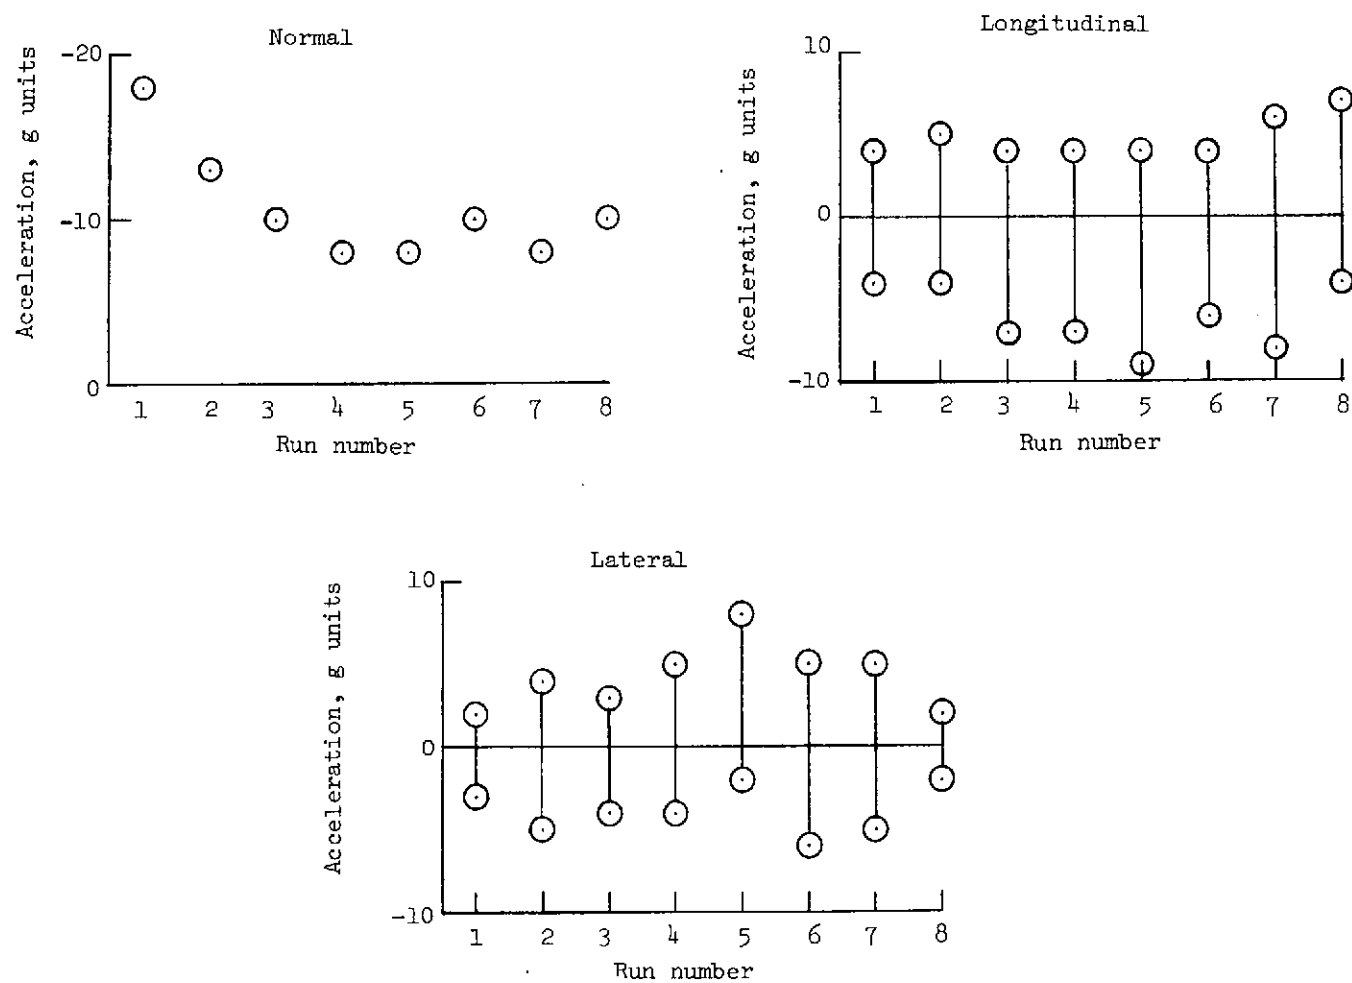 Normal
Acceleration, g units
-20
-10
0
1 2 3 4 5 6 7 8
Run number
Longitudinal
Acceleration, g units
10
0
-10
1 2 3 4 5 6 7 8
Run number
Lateral
Acceleration, g units
10
0
-10
1 2 3 4 5 6 7 8
Run number